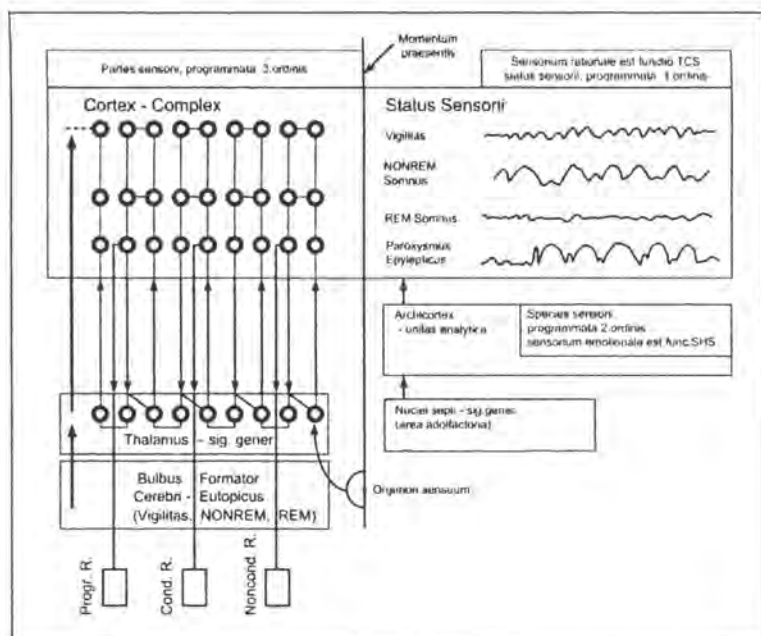 Momentum
praesentis
Partes sensorii, programmata 3.ordinis
Sensorium rationale est functio TCS
status sensorii, programmata 1.ordinis
Cortex - Complex
Status Sensorii
Vigilitas
NONREM
Somnus
REM Somnus
Paroxysmus
Epylepticus
Archicortex
- unitas analytica
Species sensorii
programmata 2.ordinis
sensorium emotionale est func.SHS
Nuclei septi - sig.gener.
(area adolfactoria)
Thalamus - sig. gener
Bulbus Formator
Cerebri - Eutopicus
(Vigilitas, NONREM, REM)
Organon sensuum
Progr. R.
Cond. R.
Noncond. R.